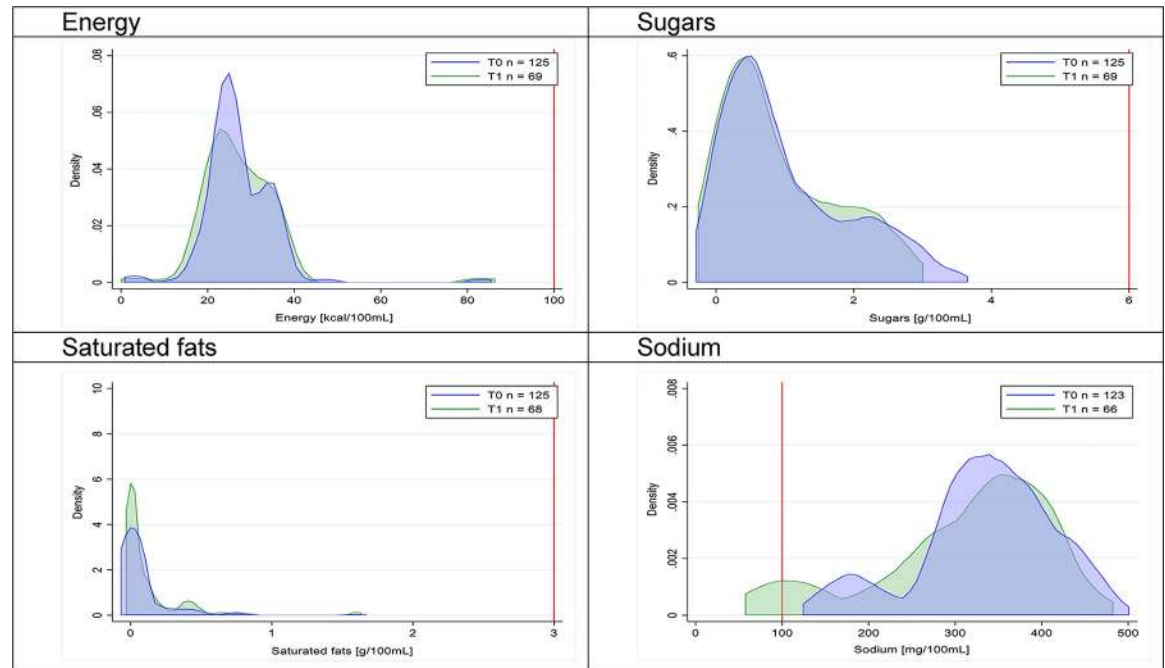 Energy
T0 n = 125
T1 n = 69
.08
.06
.04
.02
0
Density
0 20 40 60 80 100
Energy [kcal/100mL]
Sugars
T0 n = 125
T1 n = 69
.6
.4
.2
0
Density
0 2 4 6
Sugars [g/100mL]
Saturated fats
T0 n = 125
T1 n = 68
10
8
6
4
2
0
Density
0 1 2 3
Saturated fats [g/100mL]
Sodium
T0 n = 123
T1 n = 66
.008
.006
.004
.002
0
Density
0 100 200 300 400 500
Sodium [mg/100mL]